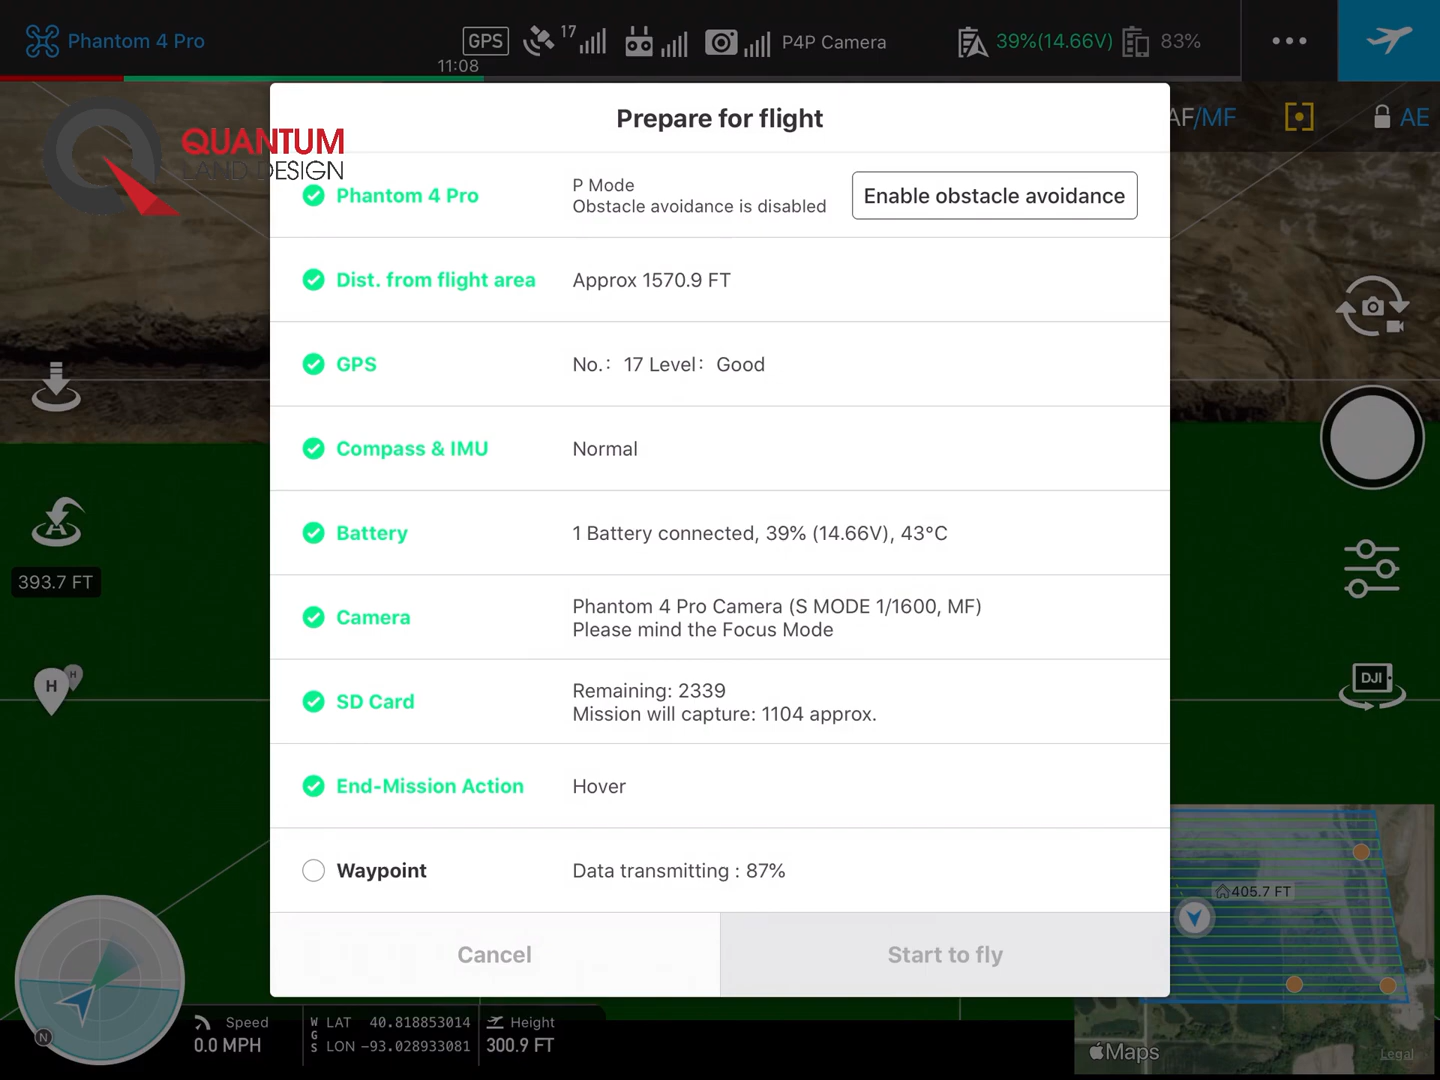 Phantom 4 Pro
GPS
17
P4P Camera
39%(14.66V)
83%
11:08
QUANTUM
LAND DESIGN
Prepare for flight
AF/MF
AE
Phantom 4 Pro
P Mode
Obstacle avoidance is disabled
Enable obstacle avoidance
Dist. from flight area
Approx 1570.9 FT
GPS
No.: 17 Level: Good
Compass & IMU
Normal
Battery
1 Battery connected, 39% (14.66V), 43°C
393.7 FT
Camera
Phantom 4 Pro Camera (S MODE 1/1600, MF)
Please mind the Focus Mode
H
H
DJI
SD Card
Remaining: 2339
Mission will capture: 1104 approx.
End-Mission Action
Hover
Waypoint
Data transmitting : 87%
405.7 FT
Cancel
Start to fly
N
Speed
0.0 MPH
WGS
LAT 40.818853014
LON -93.028933081
Height
300.9 FT
Maps
Legal